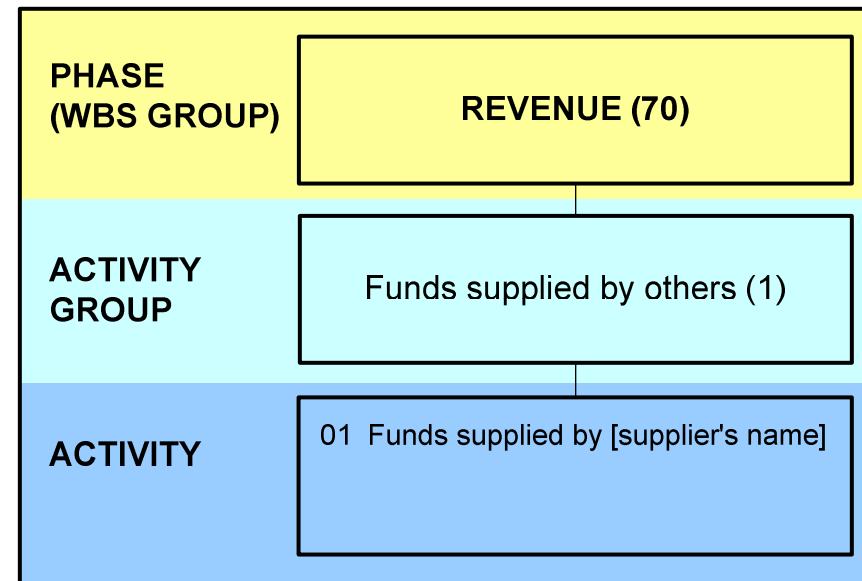 PHASE
(WBS GROUP)
REVENUE (70)
ACTIVITY
GROUP
Funds supplied by others (1)
ACTIVITY
01 Funds supplied by [supplier's name]